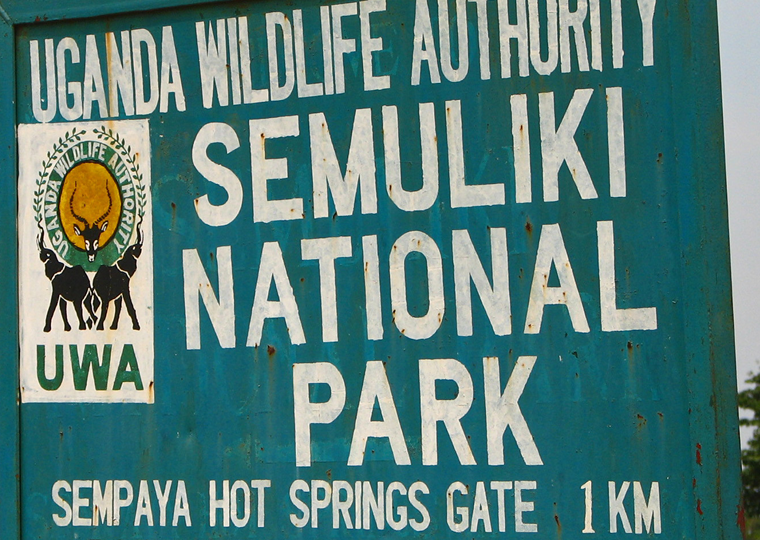 UGANDA WILDLIFE AUTHORITY
UGANDA WILDLIFE AUTHORITY
UWA
SEMULIKI
NATIONAL
PARK
SEMPAYA HOT SPRINGS GATE 1 KM